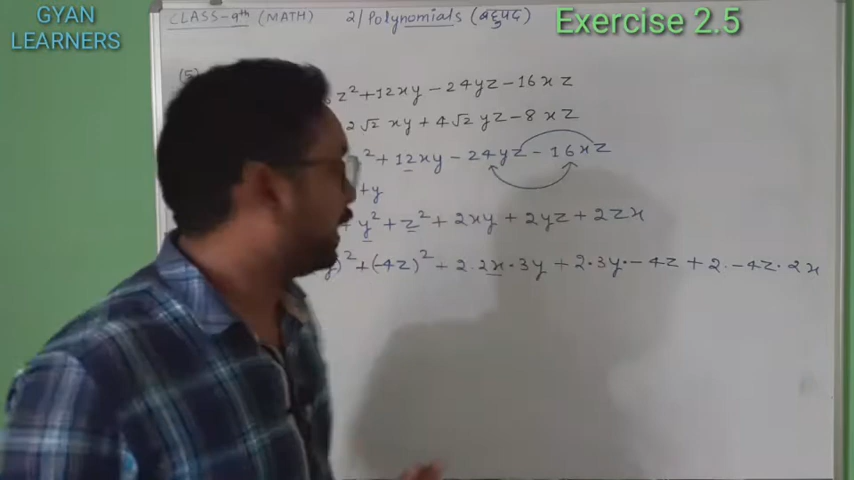 GYAN
LEARNERS
CLASS-9th (MATH) 2/Polynomials (बहुपद)
Exercise 2.5
(5)
z² + 12xy - 24yz - 16xz
2√2 xy + 4√2 yz - 8xz
² + 12xy - 24yz - 16xz
+y
+ y² + z² + 2xy + 2yz + 2zx
y)² + (-4z)² + 2·2x·3y + 2·3y·-4z + 2·-4z·2x